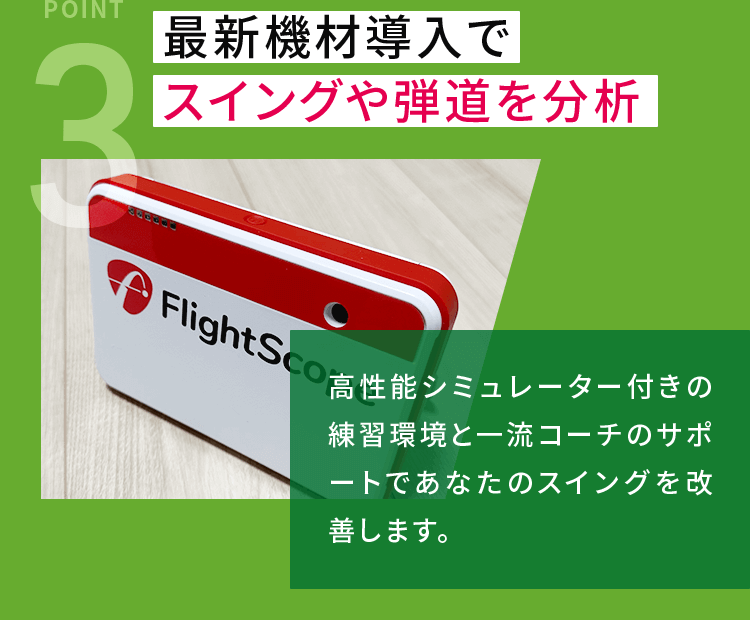 POINT
3
最新機材導入で
スイングや弾道を分析
FlightScope
高性能シミュレーター付きの
練習環境と一流コーチのサポ
ートであなたのスイングを改
善します。